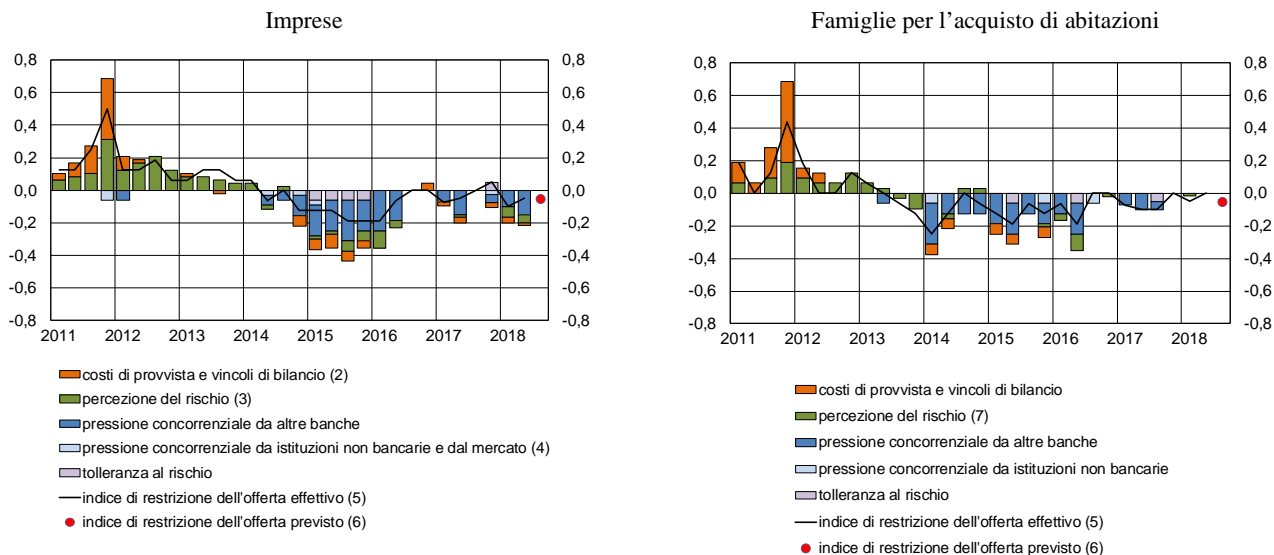 Imprese
0,8 0,8
0,6 0,6
0,4 0,4
0,2 0,2
0,0 0,0
-0,2 -0,2
-0,4 -0,4
-0,6 -0,6
-0,8 -0,8
2011 2012 2013 2014 2015 2016 2017 2018
costi di provvista e vincoli di bilancio (2)
percezione del rischio (3)
pressione concorrenziale da altre banche
pressione concorrenziale da istituzioni non bancarie e dal mercato (4)
tolleranza al rischio
indice di restrizione dell'offerta effettivo (5)
indice di restrizione dell'offerta previsto (6)
Famiglie per l’acquisto di abitazioni
0,8 0,8
0,6 0,6
0,4 0,4
0,2 0,2
0,0 0,0
-0,2 -0,2
-0,4 -0,4
-0,6 -0,6
-0,8 -0,8
2011 2012 2013 2014 2015 2016 2017 2018
costi di provvista e vincoli di bilancio
percezione del rischio (7)
pressione concorrenziale da altre banche
pressione concorrenziale da istituzioni non bancarie
tolleranza al rischio
indice di restrizione dell'offerta effettivo (5)
indice di restrizione dell'offerta previsto (6)